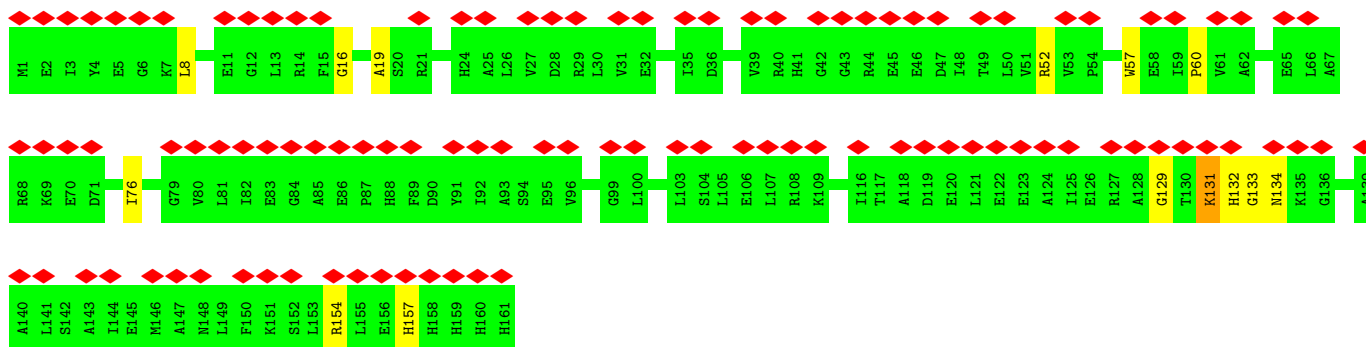 M1 E2 I3 Y4 E5 G6 K7 L8 E11 G12 L13 R14 F15 G16 A19 S20 R21 H24 A25 L26 V27 D28 R29 L30 V31 E32 I35 D36 V39 R40 H41 G42 G43 R44 E45 E46 D47 I48 T49 L50 V51 R52 V53 P54 W57 E58 I59 P60 V61 A62 E65 L66 A67
R68 K69 E70 D71 I76 G79 V80 L81 I82 E83 G84 A85 E86 P87 H88 F89 D90 Y91 I92 A93 S94 E95 V96 G99 L100 L103 S104 L105 E106 L107 R108 K109 I116 T117 A118 D119 E120 L121 E122 E123 A124 I125 E126 R127 A128 G129 T130 K131 H132 G133 N134 K135 G136 A139
A140 L141 S142 A143 I144 E145 M146 A147 N148 L149 F150 K151 S152 L153 R154 L155 E156 H157 H158 H159 H160 H161